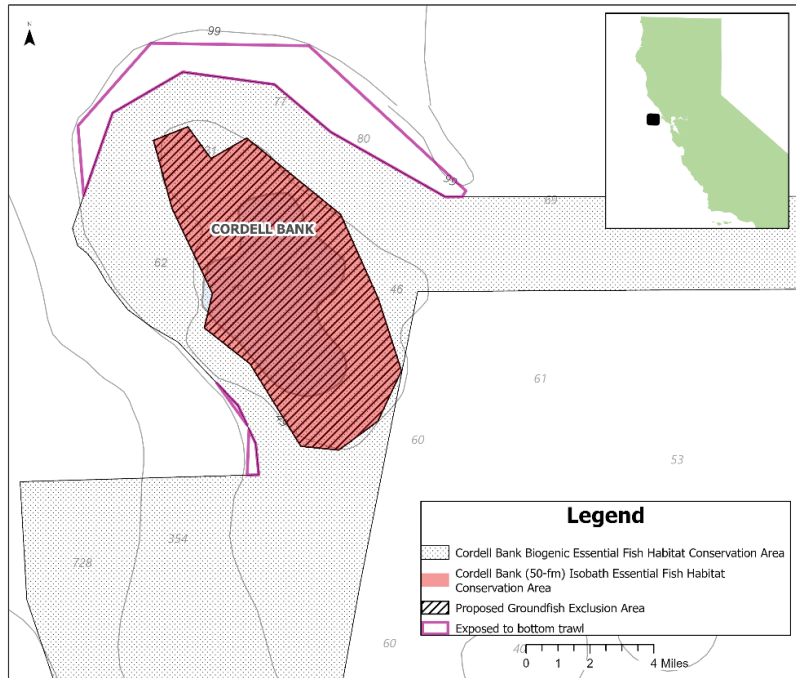 N
99
77
80
99
69
CORDELL BANK
62
46
61
60
53
354
728
60
Legend
Cordell Bank Biogenic Essential Fish Habitat Conservation Area
Cordell Bank (50-fm) Isobath Essential Fish Habitat
Conservation Area
Proposed Groundfish Exclusion Area
Exposed to bottom trawl
0 1 2 4 Miles